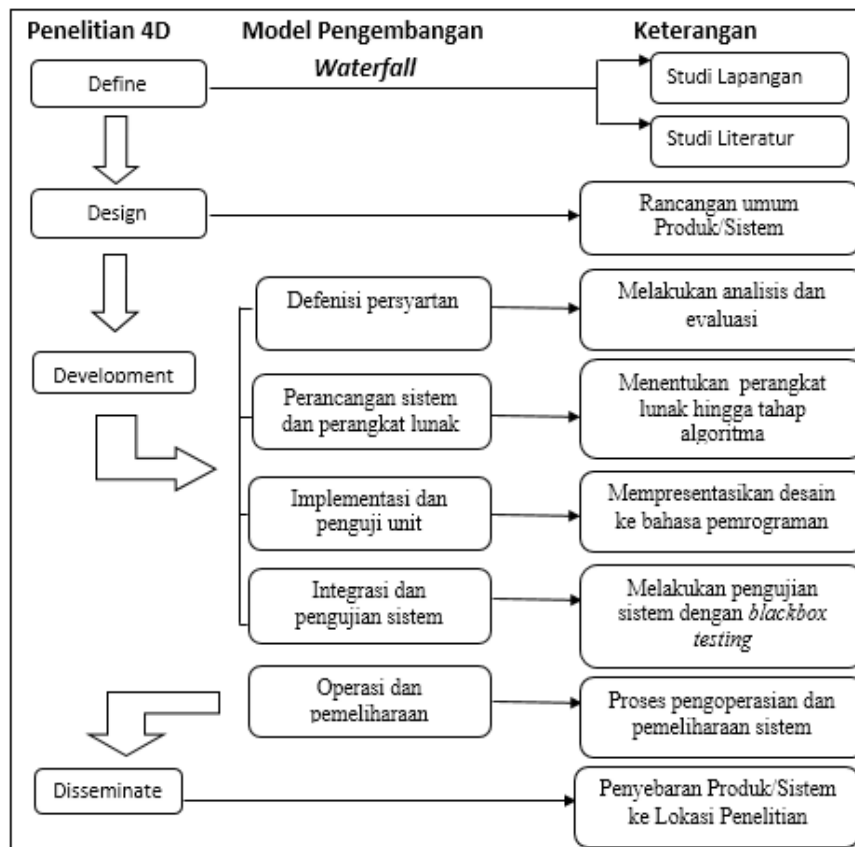 Penelitian 4D
Model Pengembangan
Waterfall
Keterangan
Define
Studi Lapangan
Studi Literatur
Design
Rancangan umum
Produk/Sistem
Development
Defenisi persyartan
Melakukan analisis dan
evaluasi
Perancangan sistem
dan perangkat lunak
Menentukan perangkat
lunak hingga tahap
algoritma
Implementasi dan
penguji unit
Mempresentasikan desain
ke bahasa pemrograman
Integrasi dan
pengujian sistem
Melakukan pengujian
sistem dengan blackbox
testing
Operasi dan
pemeliharaan
Proses pengoperasian dan
pemeliharaan sistem
Disseminate
Penyebaran Produk/Sistem
ke Lokasi Penelitian